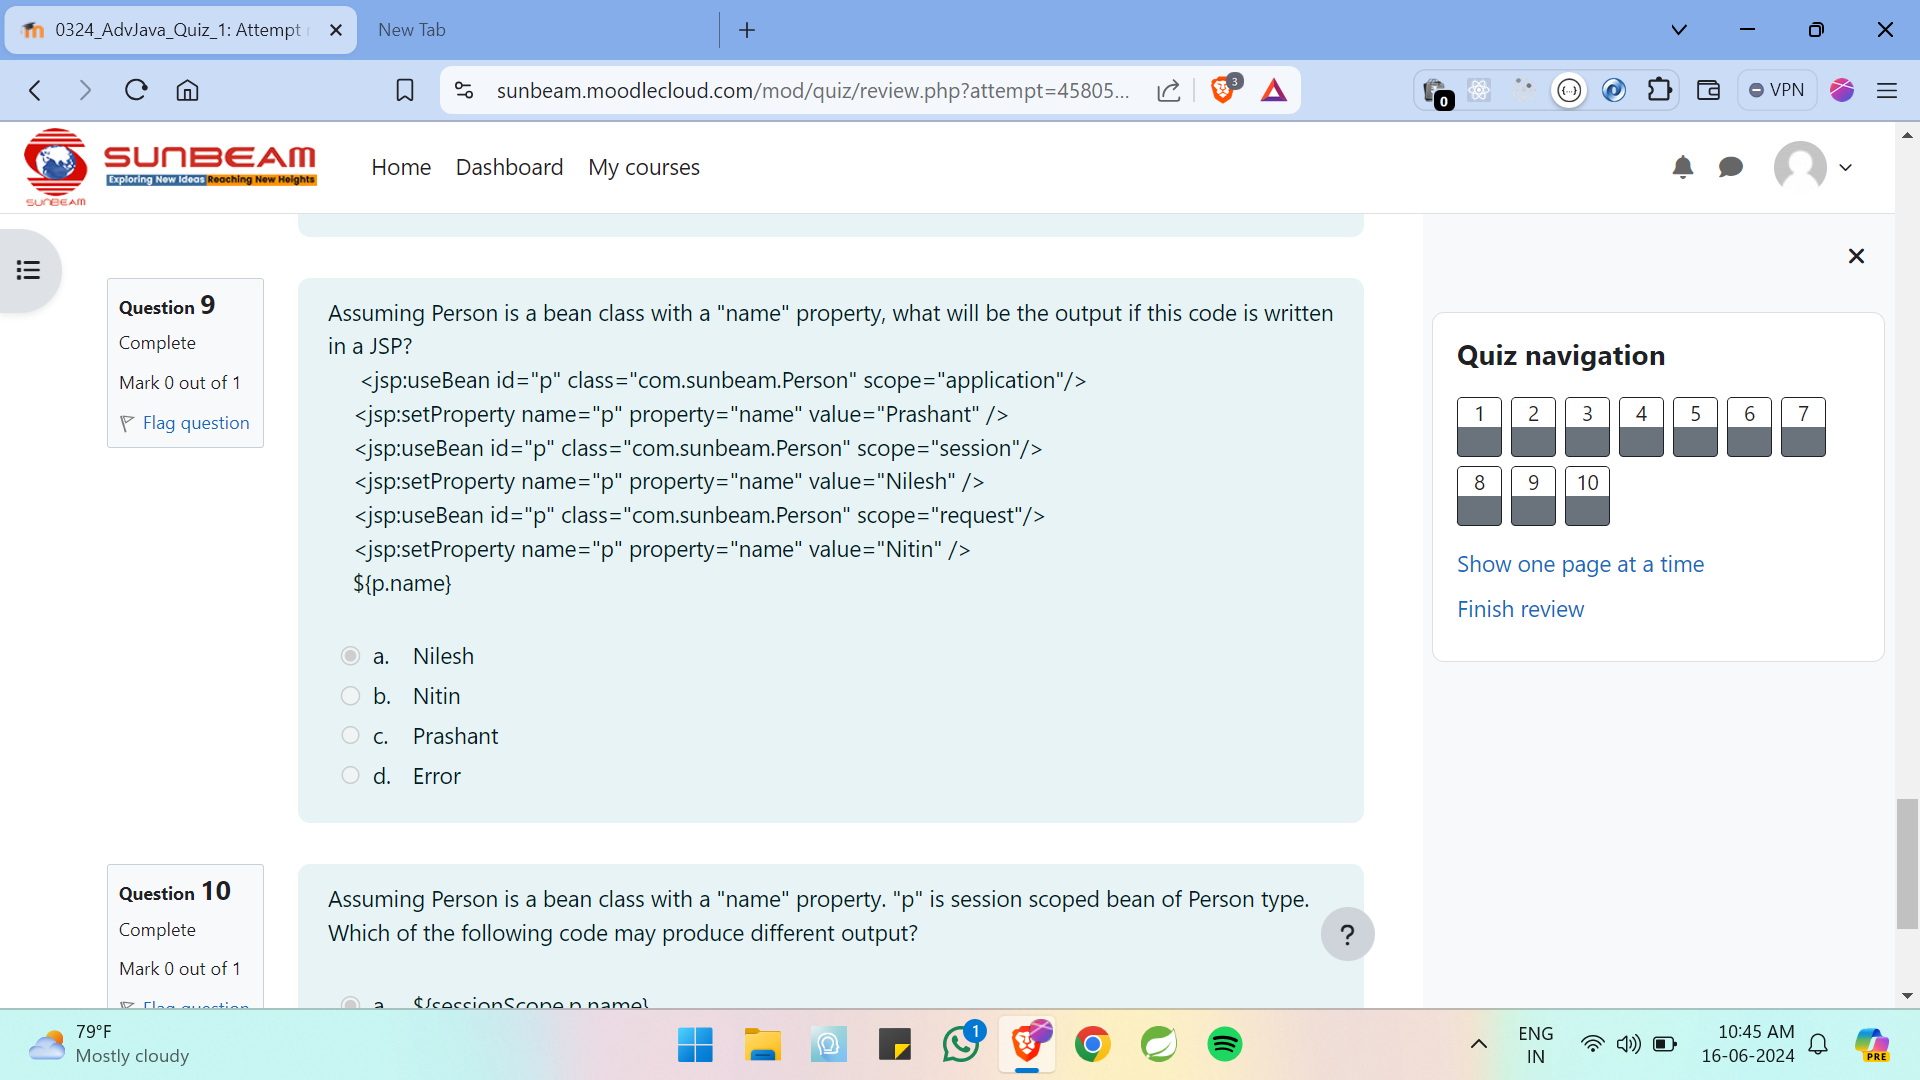 0324_AdvJava_Quiz_1: Attempt
New Tab
sunbeam.moodlecloud.com/mod/quiz/review.php?attempt=45805...
3
0
VPN
SUNBEAM
Exploring New Ideas Reaching New Heights
SUNBEAM
Home
Dashboard
My courses
Question 9
Complete
Mark 0 out of 1
Flag question
Assuming Person is a bean class with a "name" property, what will be the output if this code is written
in a JSP?
<jsp:useBean id="p" class="com.sunbeam.Person" scope="application"/>
<jsp:setProperty name="p" property="name" value="Prashant" />
<jsp:useBean id="p" class="com.sunbeam.Person" scope="session"/>
<jsp:setProperty name="p" property="name" value="Nilesh" />
<jsp:useBean id="p" class="com.sunbeam.Person" scope="request"/>
<jsp:setProperty name="p" property="name" value="Nitin" />
${p.name}
a. Nilesh
b. Nitin
c. Prashant
d. Error
Quiz navigation
1 2 3 4 5 6 7
8 9 10
Show one page at a time
Finish review
Question 10
Complete
Mark 0 out of 1
Flag question
Assuming Person is a bean class with a "name" property. "p" is session scoped bean of Person type.
Which of the following code may produce different output?
?
a. ${sessionScope.p.name}
79°F
Mostly cloudy
1
ENG
IN
10:45 AM
16-06-2024
PRE